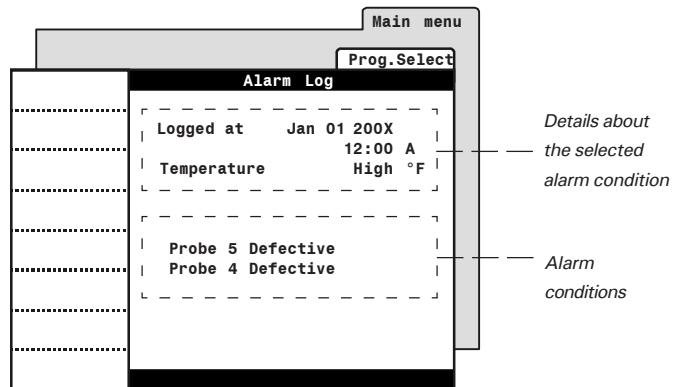 Main menu
Prog.Select
Alarm Log
Logged at Jan 01 200X
12:00 A
Temperature High °F
Probe 5 Defective
Probe 4 Defective
Details about
the selected
alarm condition
Alarm
conditions